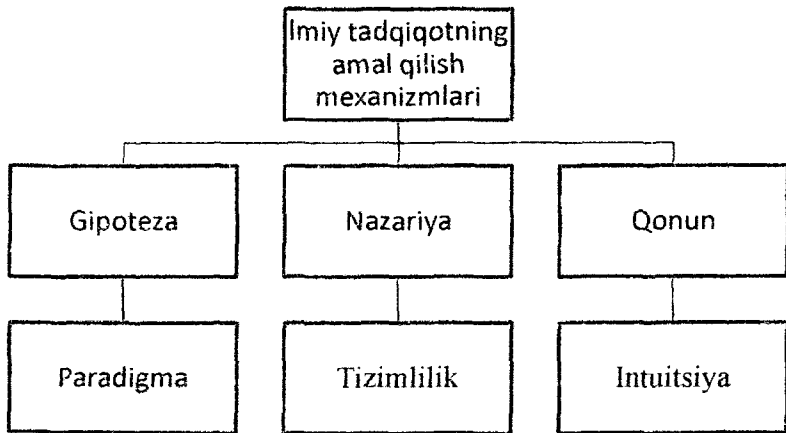 Imiy tadqiqotning
amal qilish
mexanizmlari
Gipoteza
Nazariya
Qonun
Paradigma
Tizimlilik
Intuitsiya